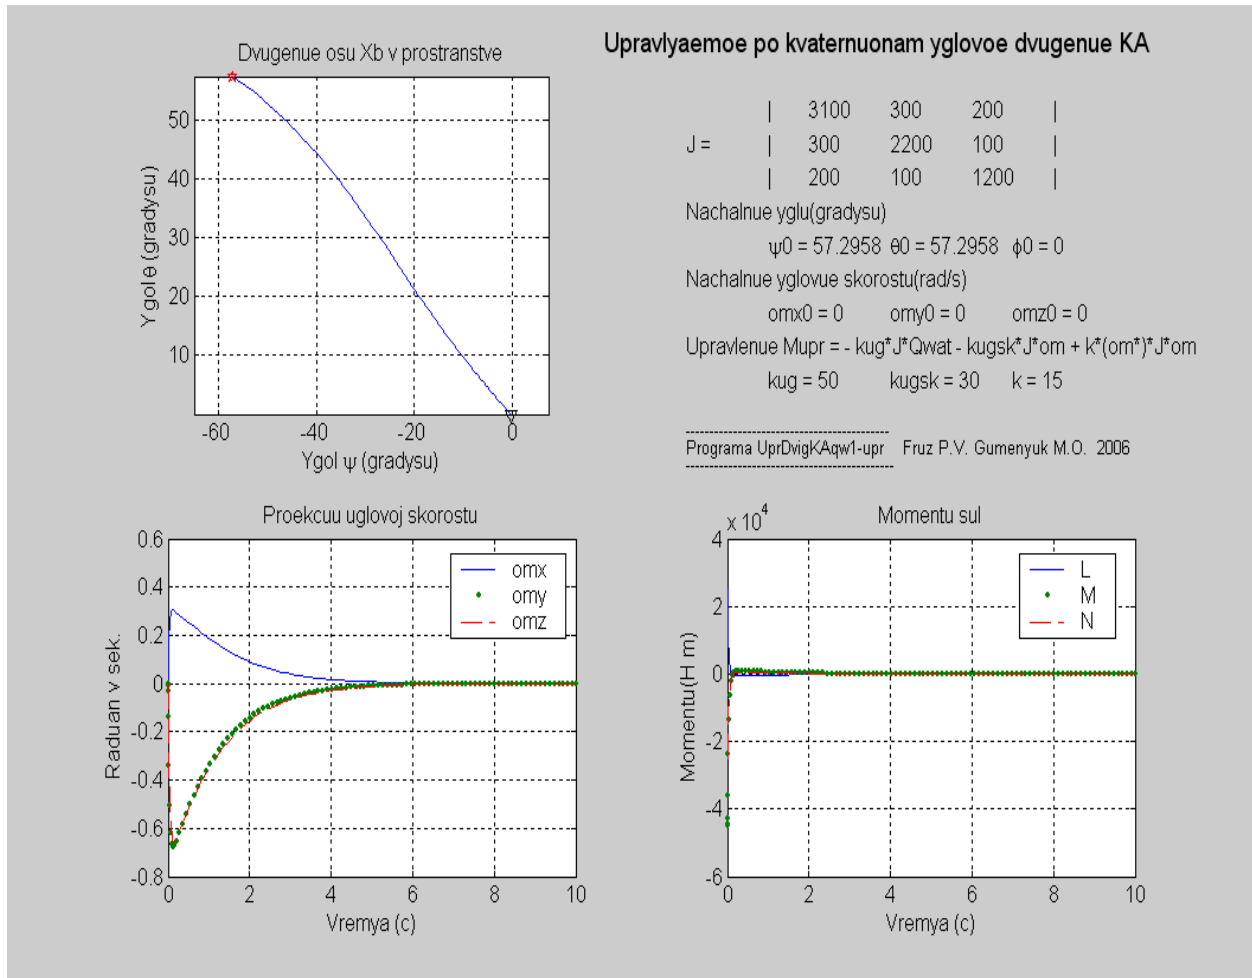 Upravlyaemoe po kvaternuonam yglovoe dvugenue KA
Dvugenue osu Xb v prostranstve
Ygol θ (gradysu)
50
40
30
20
10
-60 -40 -20 0
Ygol ψ (gradysu)
| 3100 300 200 |
J = | 300 2200 100 |
| 200 100 1200 |
Nachalnue yglu(gradysu)
ψ0 = 57.2958 θ0 = 57.2958 ϕ0 = 0
Nachalnue yglovue skorostu(rad/s)
omx0 = 0 omy0 = 0 omz0 = 0
Upravlenue Mupr = - kug*J*Qwat - kugsk*J*om + k*(om*)*J*om
kug = 50 kugsk = 30 k = 15
---------------------------------------
Programa UprDvigKAqw1-upr Fruz P.V. Gumenyuk M.O. 2006
----------------------------------------
Proekcuu uglovoj skorostu
Raduan v sek.
0.6
0.4
0.2
0
-0.2
-0.4
-0.6
-0.8
omx
omy
omz
0 2 4 6 8 10
Vremya (c)
Momentu sul
x 10^4
Momentu(H m)
4
2
0
-2
-4
-6
L
M
N
0 2 4 6 8 10
Vremya (c)